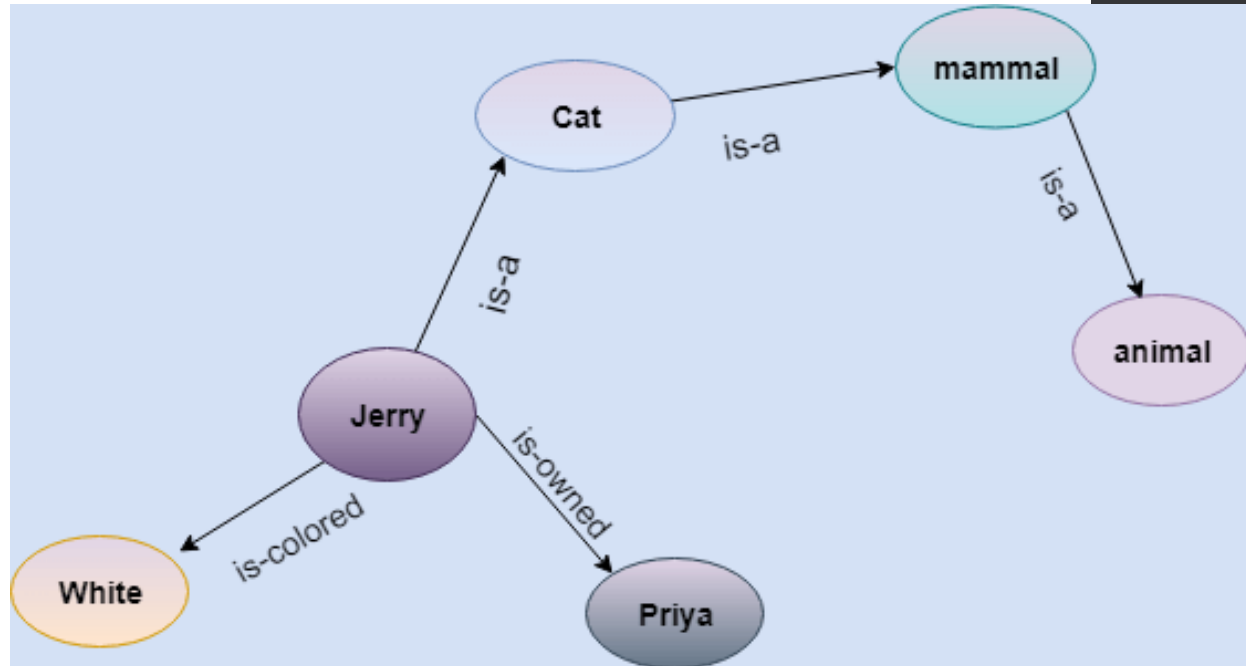 mammal
Cat
is-a
is-a
is-a
animal
Jerry
is-owned
is-colored
White
Priya